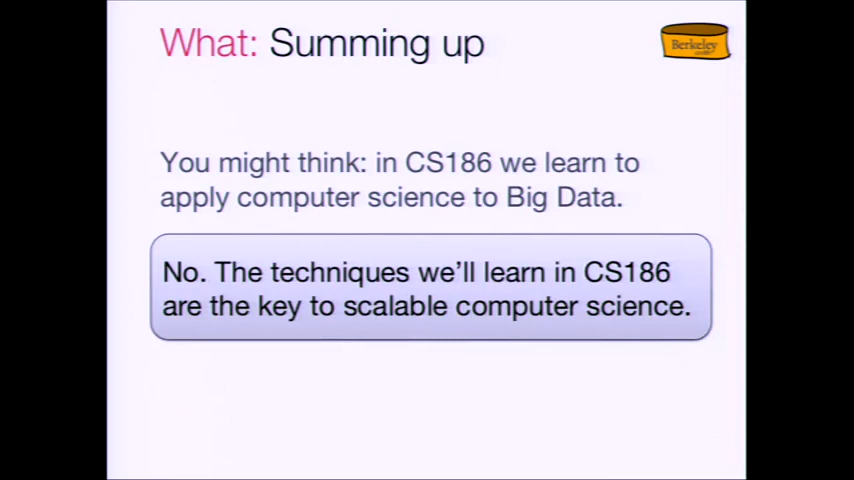 What: Summing up
Berkeley
You might think: in CS186 we learn to
apply computer science to Big Data.
No. The techniques we'll learn in CS186
are the key to scalable computer science.